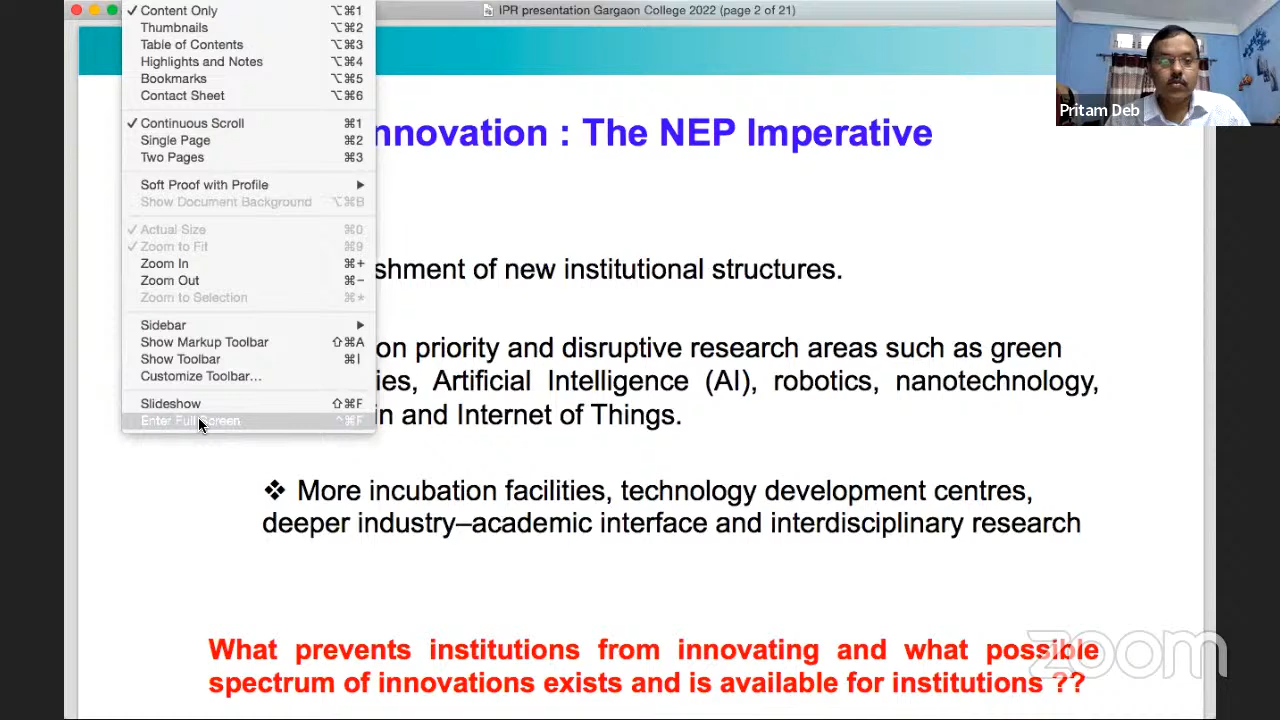 IPR presentation Gargaon College 2022 (page 2 of 21)
✓ Content Only ⌥⌘1
Thumbnails ⌥⌘2
Table of Contents ⌥⌘3
Highlights and Notes ⌥⌘4
Bookmarks ⌥⌘5
Contact Sheet ⌥⌘6
✓ Continuous Scroll ⌘1
Single Page ⌘2
Two Pages ⌘3
Soft Proof with Profile ▶
Show Document Background ⌥⌘B
✓ Actual Size ⌘0
✓ Zoom to Fit ⌘9
Zoom In ⌘+
Zoom Out ⌘−
Zoom to Selection ⌘*
Sidebar ▶
Show Markup Toolbar ⇧⌘A
Show Toolbar
Customize Toolbar...
Slideshow ⇧⌘F
Enter Full Screen ^⌘F
Pritam Deb
nnovation : The NEP Imperative
shment of new institutional structures.
on priority and disruptive research areas such as green
ies, Artificial Intelligence (AI), robotics, nanotechnology,
in and Internet of Things.
❖ More incubation facilities, technology development centres,
deeper industry–academic interface and interdisciplinary research
What prevents institutions from innovating and what possible
spectrum of innovations exists and is available for institutions ??
zoom